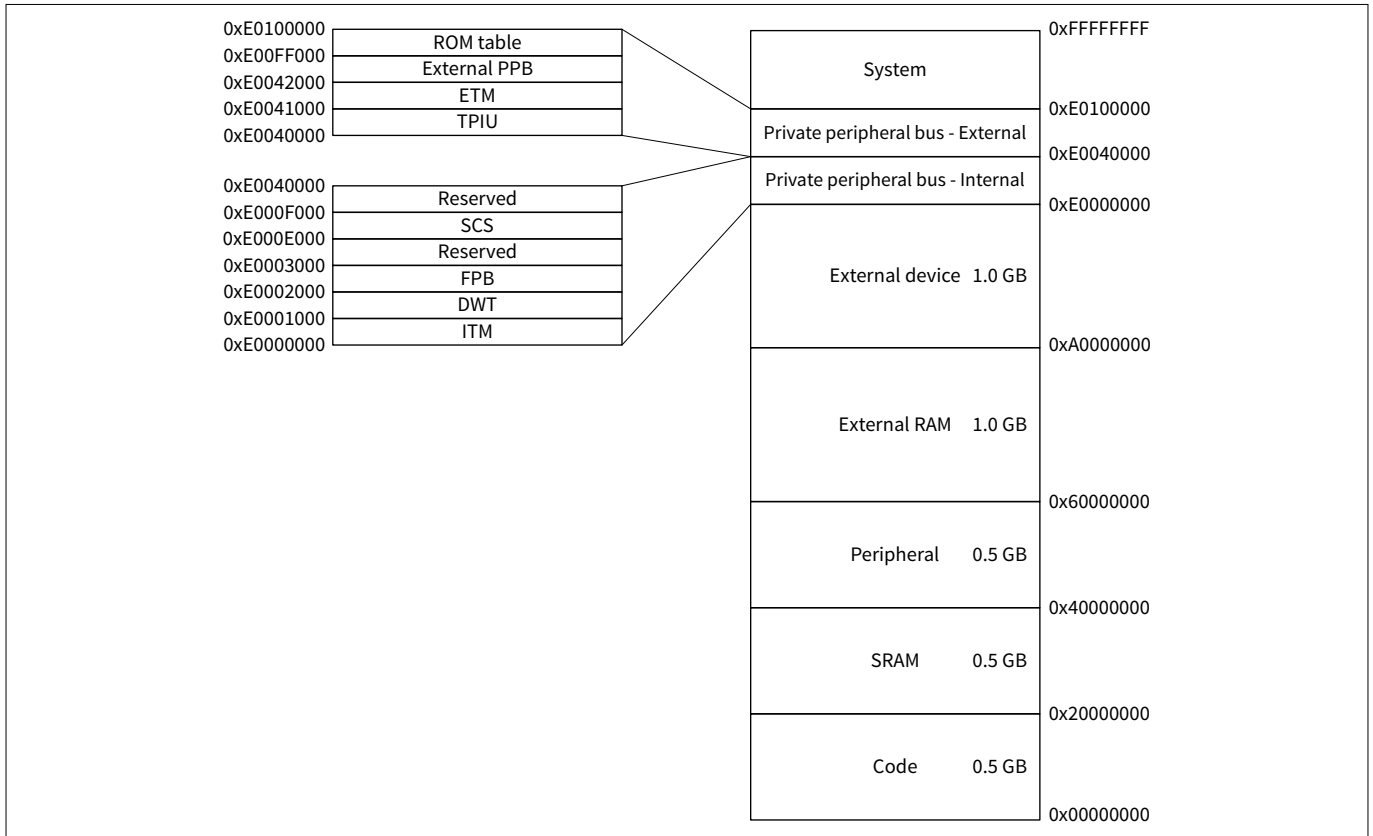 0xE0100000
ROM table
0xE00FF000
External PPB
0xE0042000
ETM
0xE0041000
TPIU
0xE0040000
0xE0040000
Reserved
0xE000F000
SCS
0xE000E000
Reserved
0xE0003000
FPB
0xE0002000
DWT
0xE0001000
ITM
0xE0000000
0xFFFFFFFF
System
0xE0100000
Private peripheral bus - External
0xE0040000
Private peripheral bus - Internal
0xE0000000
External device 1.0 GB
0xA0000000
External RAM 1.0 GB
0x60000000
Peripheral 0.5 GB
0x40000000
SRAM 0.5 GB
0x20000000
Code 0.5 GB
0x00000000